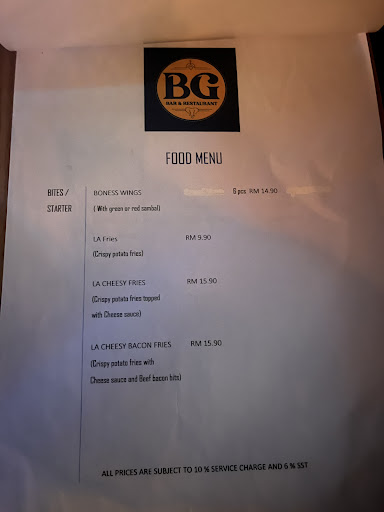 BG
BAR & RESTAURANT
FOOD MENU
BITES / BONESS WINGS 6 pcs RM 14.90
STARTER ( With green or red sambal)
LA Fries RM 9.90
(Crispy potato fries)
LA CHEESY FRIES RM 15.90
(Crispy potato fries topped
with Cheese sauce)
LA CHEESY BACON FRIES RM 15.90
(Crispy potato fries with
Cheese sauce and Beef bacon bits)
ALL PRICES ARE SUBJECT TO 10 % SERVICE CHARGE AND 6 % SST